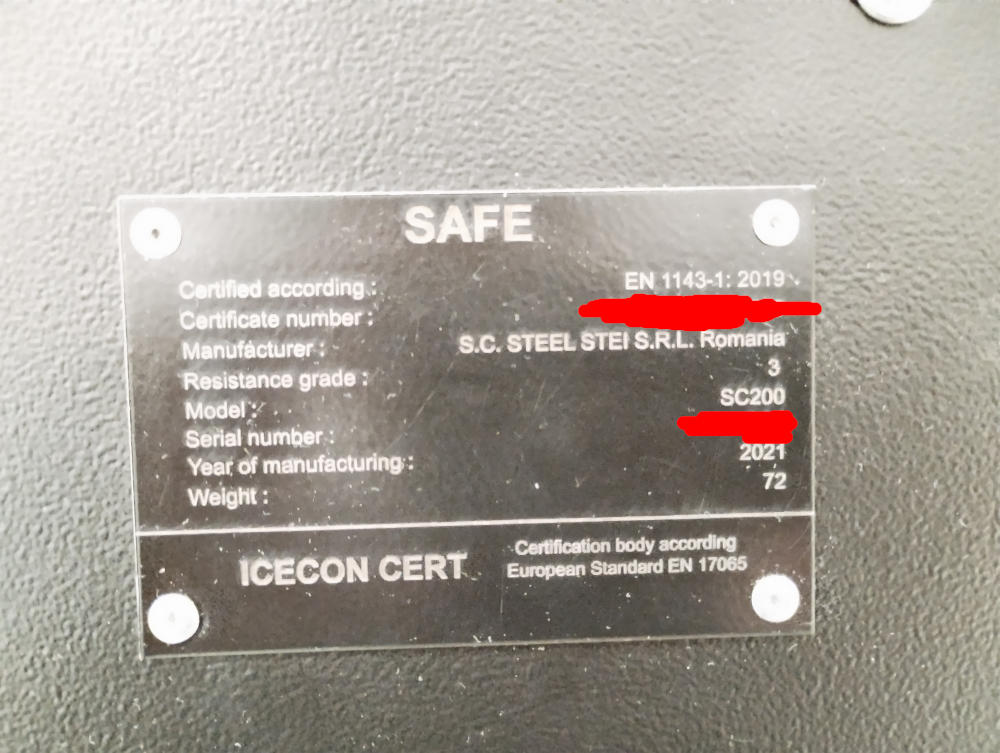 SAFE
Certified according : EN 1143-1: 2019
Certificate number :
Manufacturer : S.C. STEEL STEI S.R.L. Romania
Resistance grade : 3
Model : SC200
Serial number :
Year of manufacturing : 2021
Weight : 72
ICECON CERT
Certification body according
European Standard EN 17065